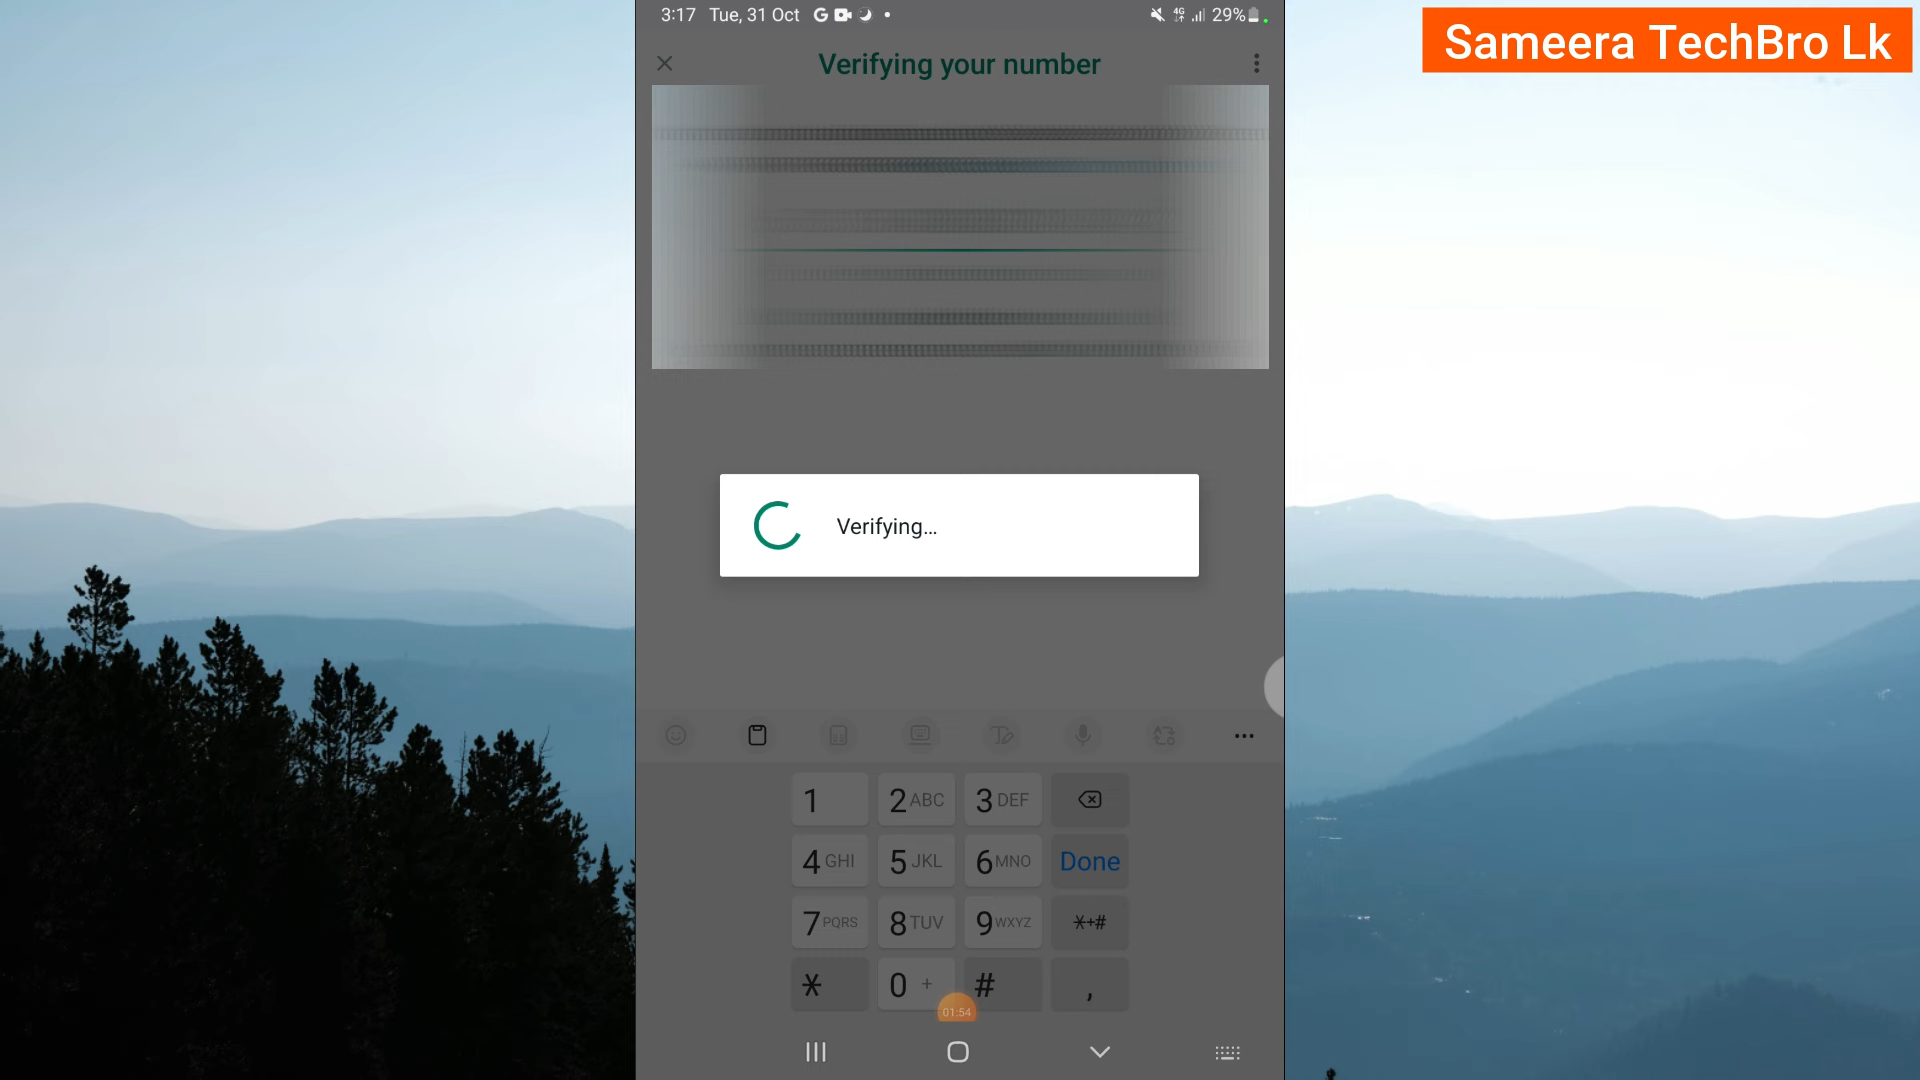 3:17 Tue, 31 Oct G 4G 29%
Sameera TechBro Lk
Verifying your number
Verifying...
1 2 ABC 3 DEF
4 GHI 5 JKL 6 MNO Done
7 PQRS 8 TUV 9 WXYZ *+#
* 0 + # ,
01:54